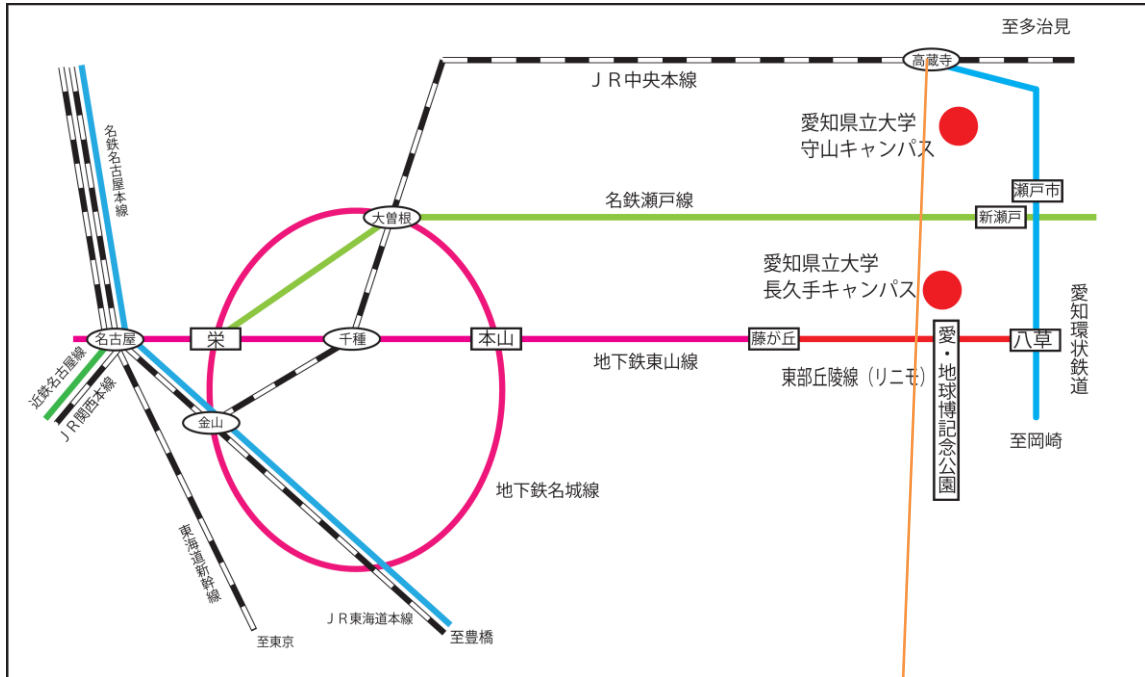 至多治見
高蔵寺
ＪＲ中央本線
愛知県立大学
守山キャンパス
名鉄名古屋本線
瀬戸市
名鉄瀬戸線
大曽根
新瀬戸
愛知県立大学
長久手キャンパス
愛知環状鉄道
名古屋
栄
千種
本山
藤が丘
八草
地下鉄東山線
東部丘陵線（リニモ）
愛・地球博記念公園
近鉄名古屋線
ＪＲ関西本線
金山
至岡崎
地下鉄名城線
東海道新幹線
ＪＲ東海道本線
至東京
至豊橋